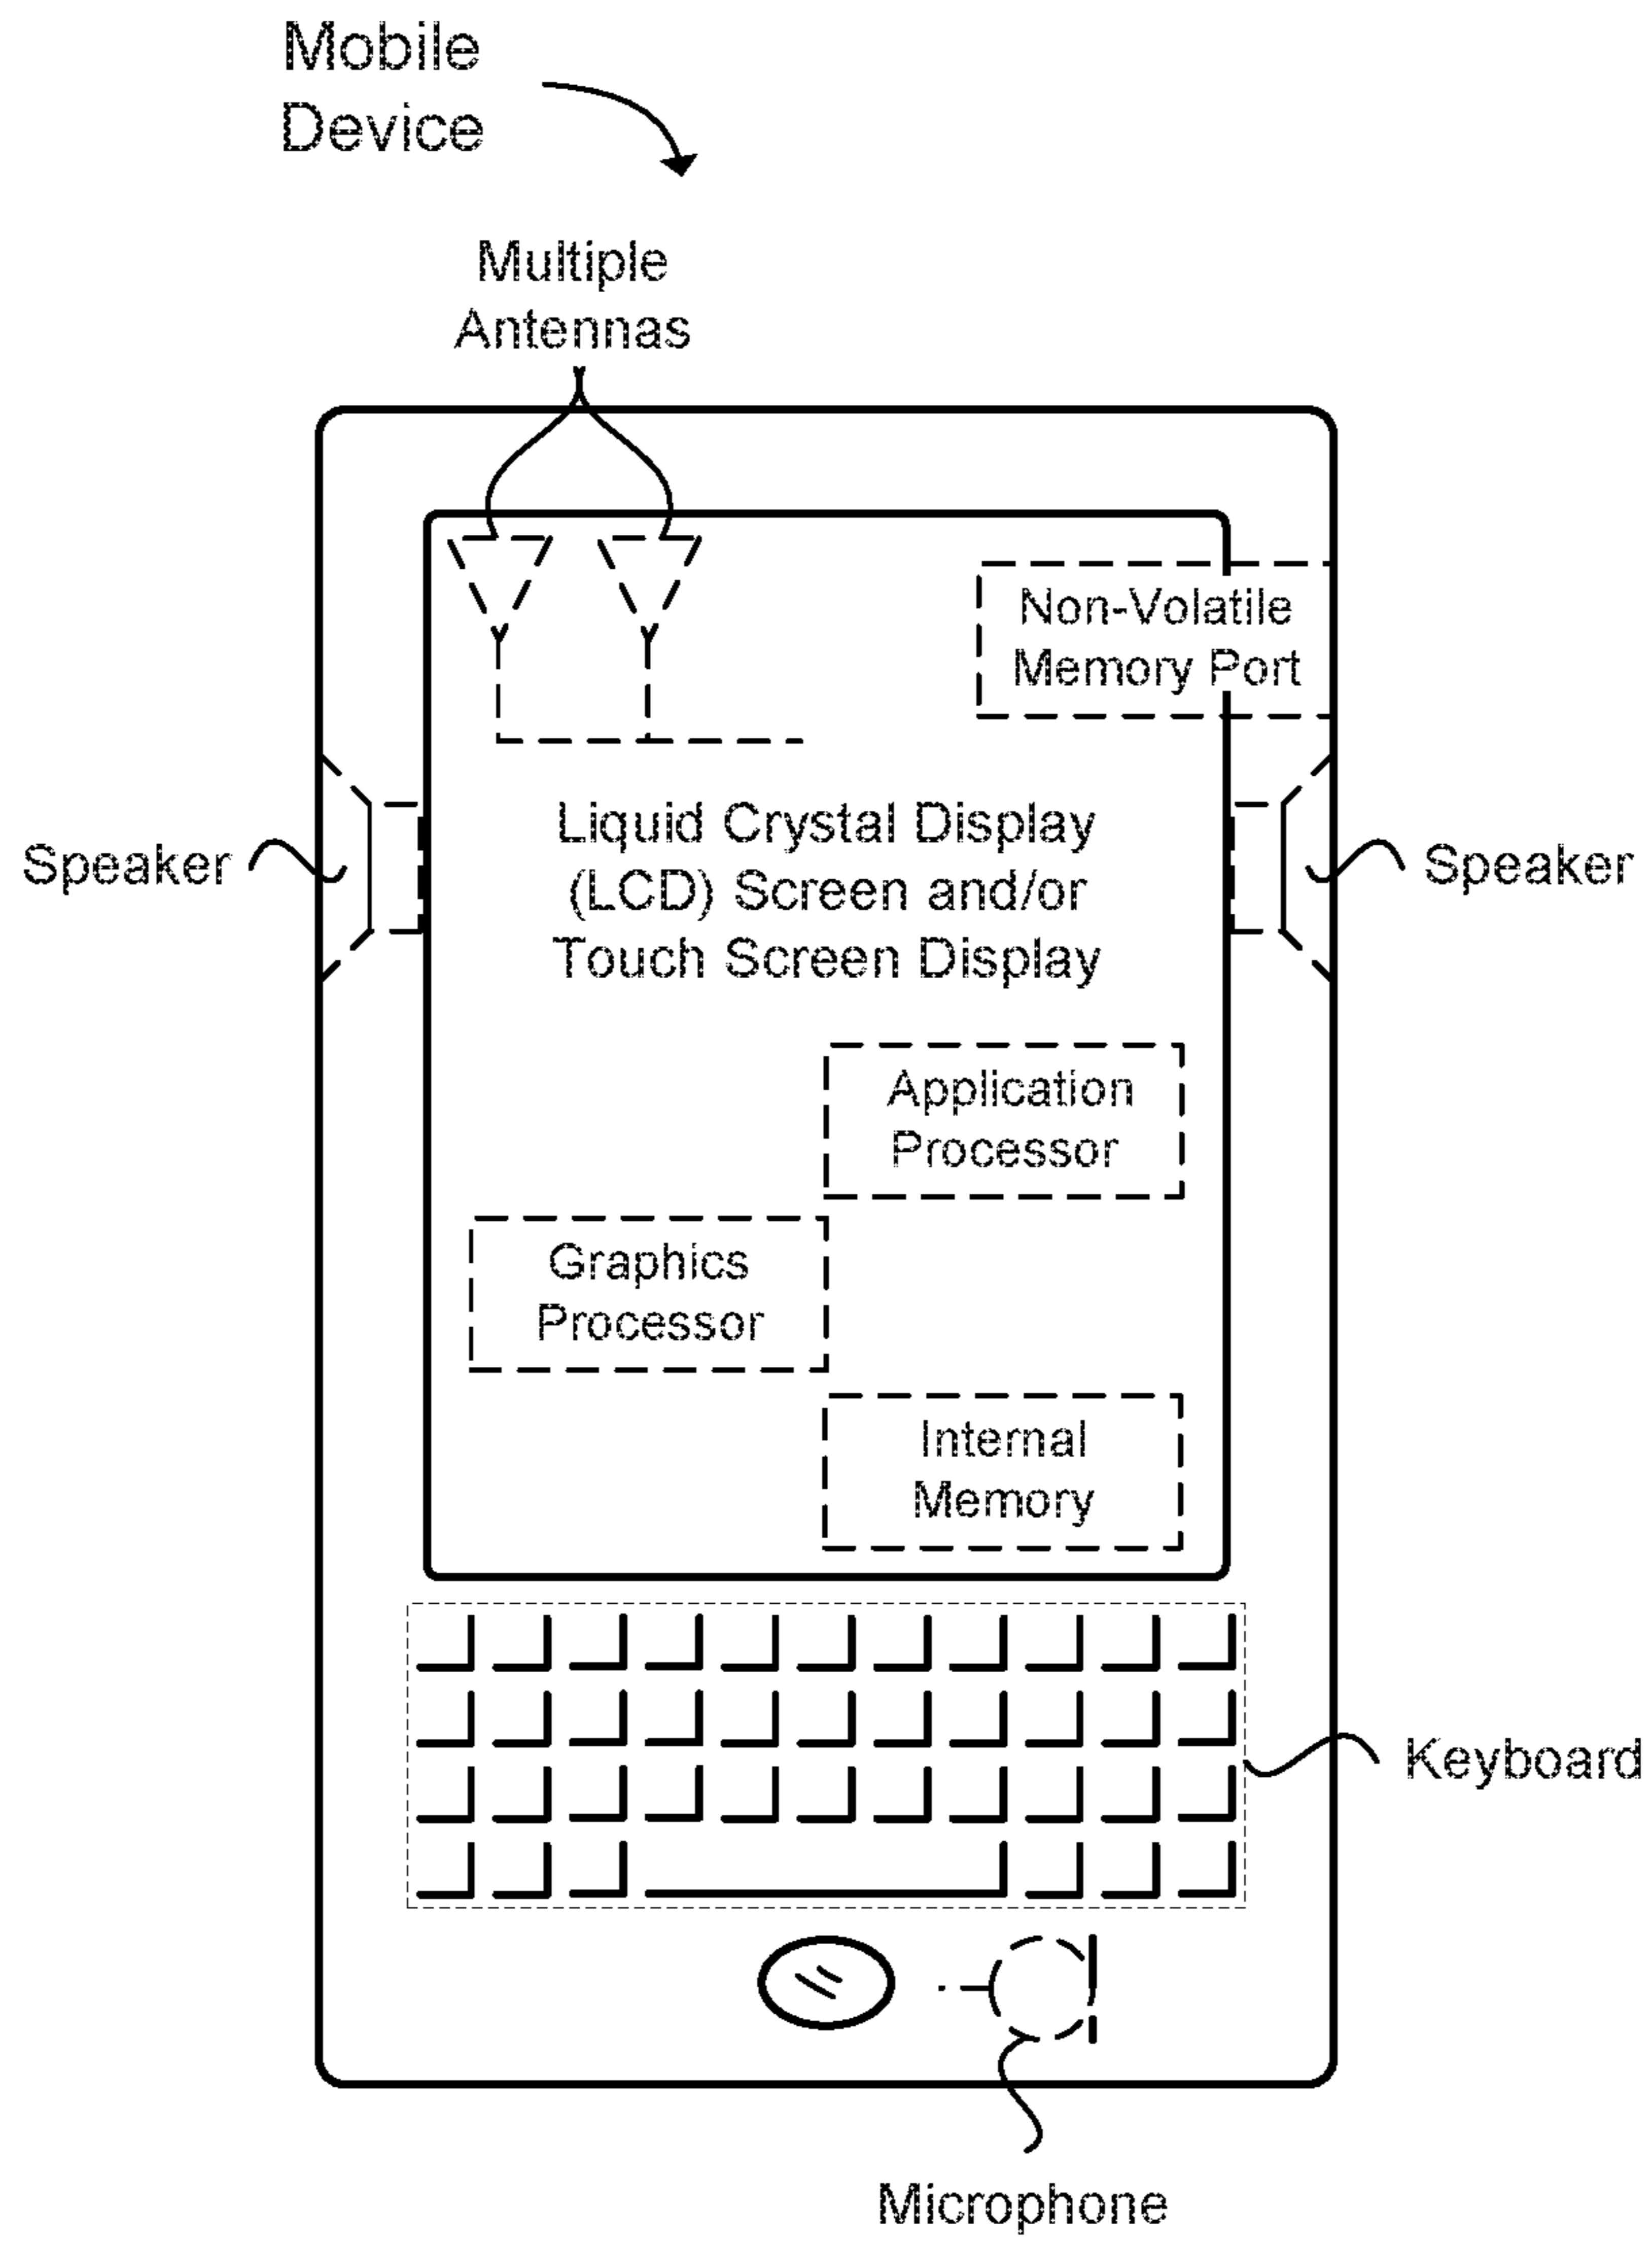 Mobile
Device
Multiple
Antennas
Non-Volatile
Memory Port
Speaker
Liquid Crystal Display
(LCD) Screen and/or
Touch Screen Display
Speaker
Application
Processor
Graphics
Processor
Internal
Memory
Keyboard
Microphone